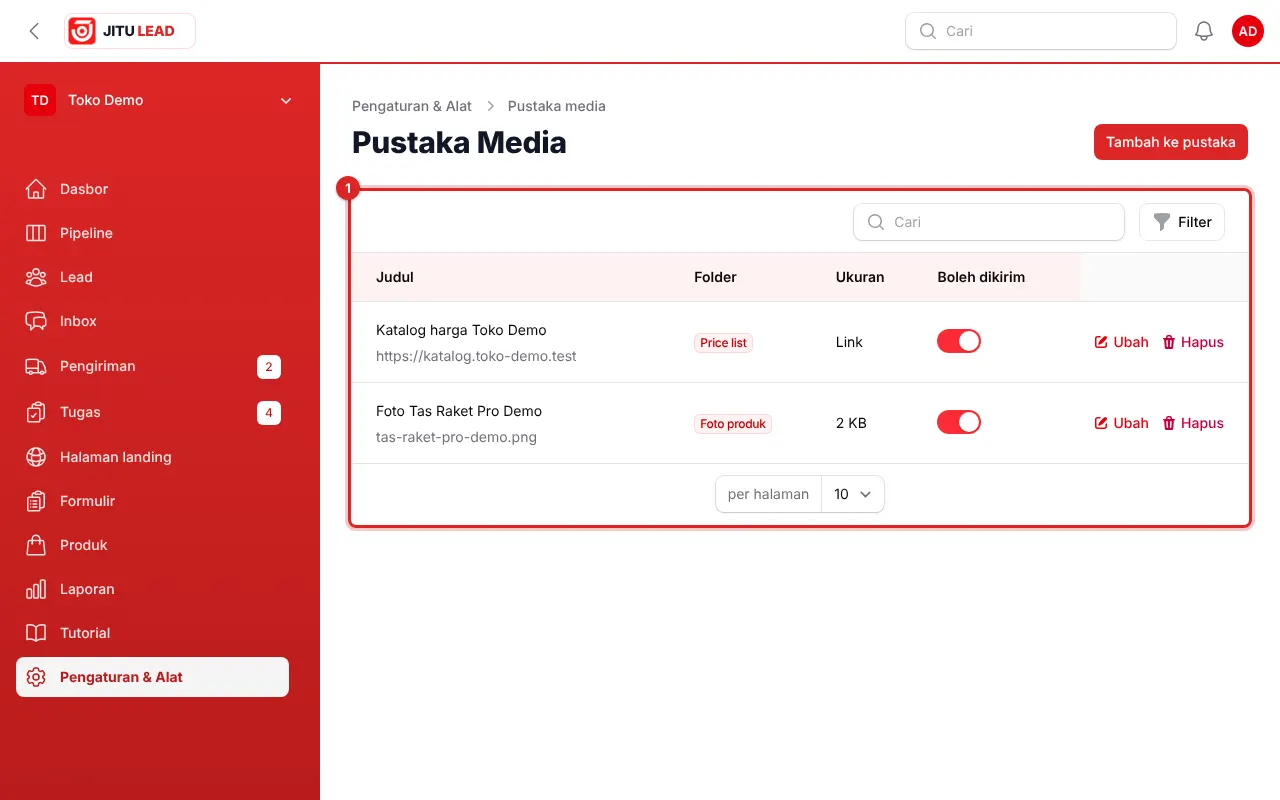 JITU LEAD
Cari
AD
TD
Toko Demo
Dasbor
Pipeline
Lead
Inbox
Pengiriman
2
Tugas
4
Halaman landing
Formulir
Produk
Laporan
Tutorial
Pengaturan & Alat
Pengaturan & Alat
Pustaka media
Pustaka Media
Tambah ke pustaka
1
Cari
Filter
Judul Folder Ukuran Boleh dikirim
Katalog harga Toko Demo
https://katalog.toko-demo.test
Price list
Link
Ubah
Hapus
Foto Tas Raket Pro Demo
tas-raket-pro-demo.png
Foto produk
2 KB
Ubah
Hapus
per halaman 10